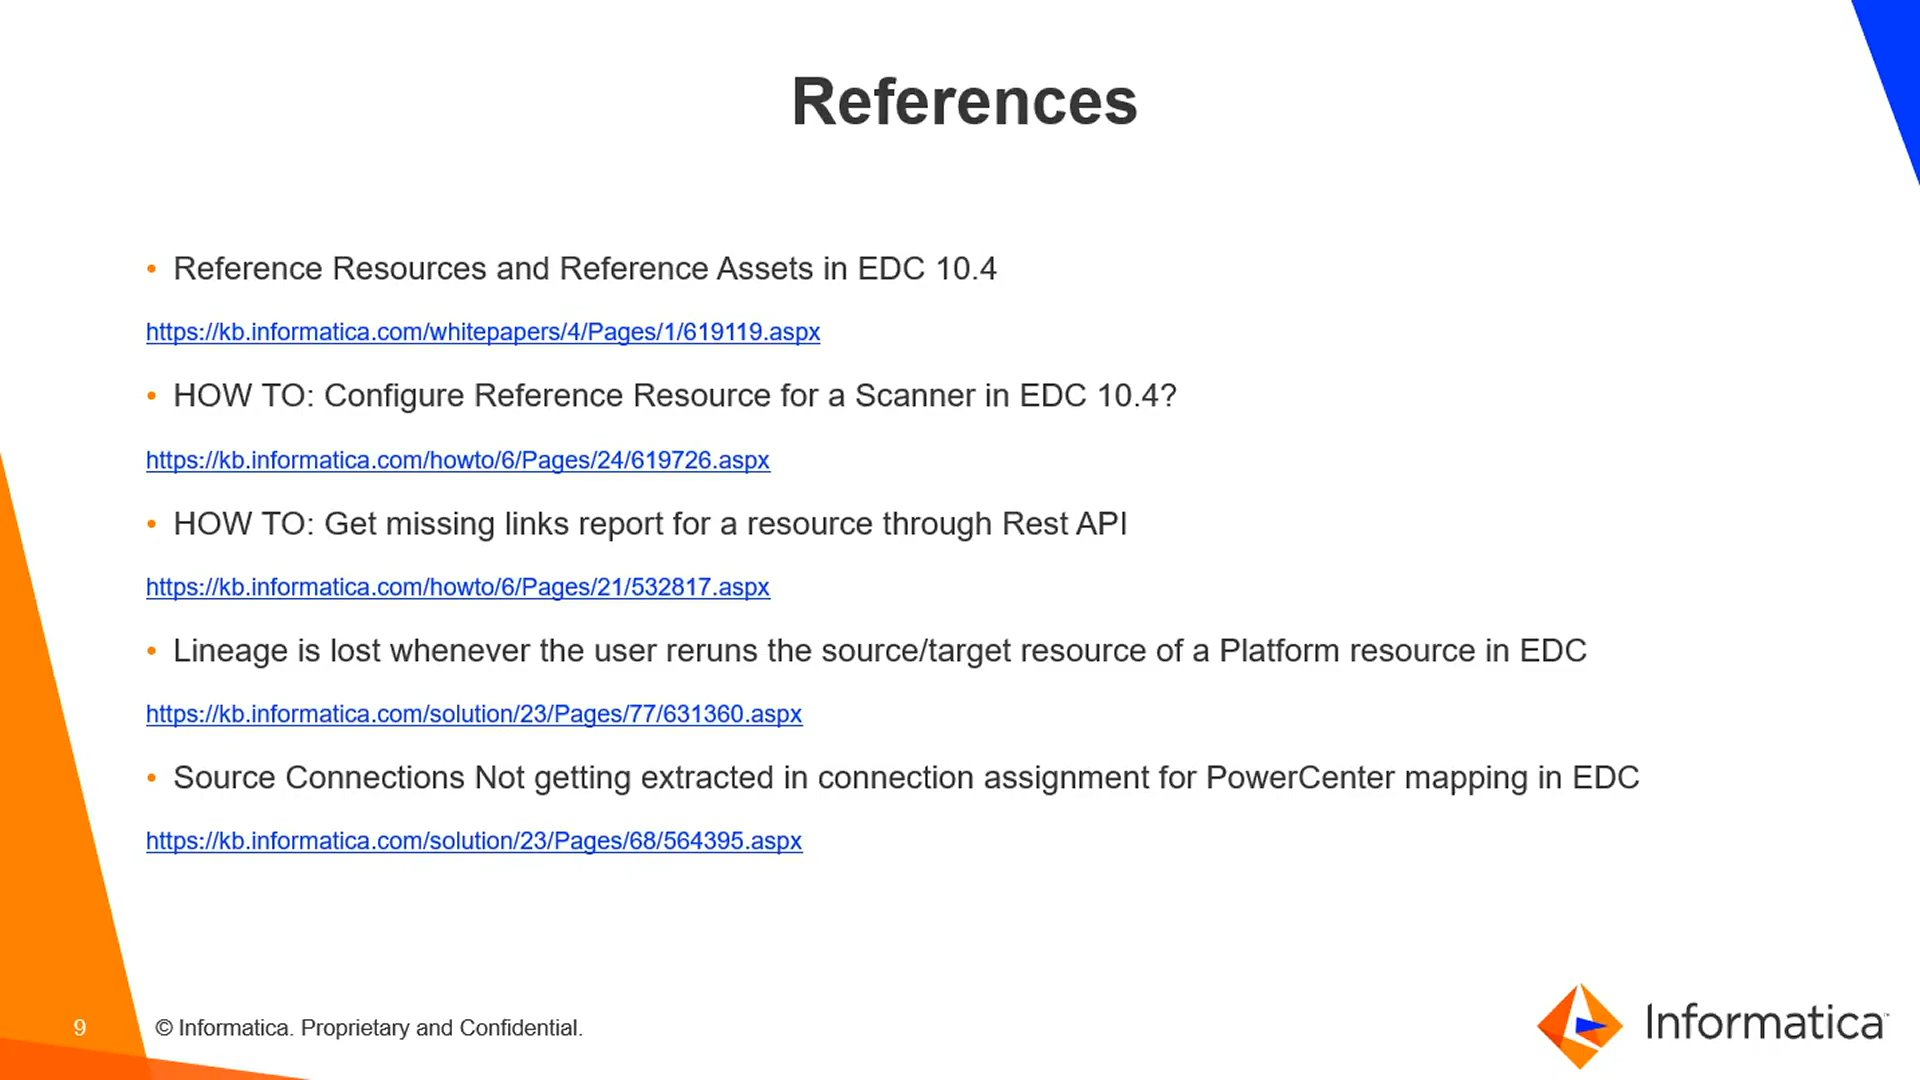 References
• Reference Resources and Reference Assets in EDC 10.4
https://kb.informatica.com/whitepapers/4/Pages/1/619119.aspx
• HOW TO: Configure Reference Resource for a Scanner in EDC 10.4?
https://kb.informatica.com/howto/6/Pages/24/619726.aspx
• HOW TO: Get missing links report for a resource through Rest API
https://kb.informatica.com/howto/6/Pages/21/532817.aspx
• Lineage is lost whenever the user reruns the source/target resource of a Platform resource in EDC
https://kb.informatica.com/solution/23/Pages/77/631360.aspx
• Source Connections Not getting extracted in connection assignment for PowerCenter mapping in EDC
https://kb.informatica.com/solution/23/Pages/68/564395.aspx
9 © Informatica. Proprietary and Confidential.
Informatica™